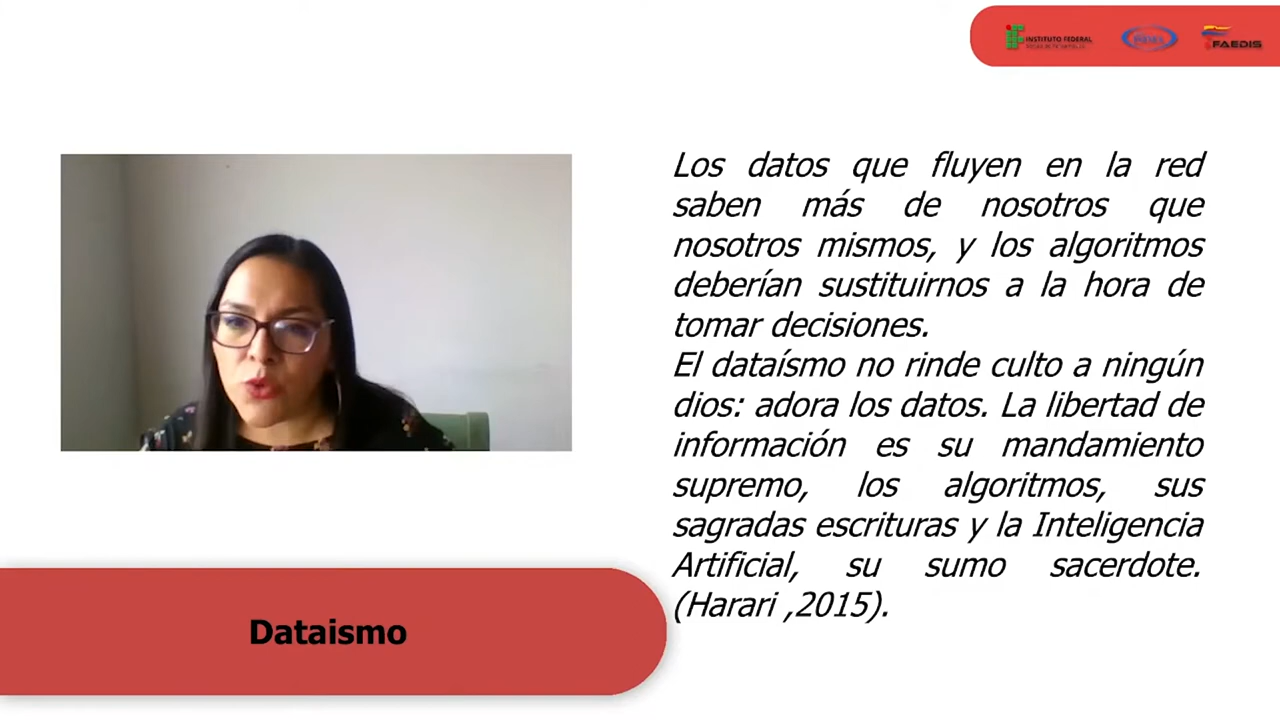 INSTITUTO FEDERAL
FAEDIS
Los datos que fluyen en la red
saben más de nosotros que
nosotros mismos, y los algoritmos
deberían sustituirnos a la hora de
tomar decisiones.
El dataísmo no rinde culto a ningún
dios: adora los datos. La libertad de
información es su mandamiento
supremo, los algoritmos, sus
sagradas escrituras y la Inteligencia
Artificial, su sumo sacerdote.
(Harari ,2015).
Dataismo